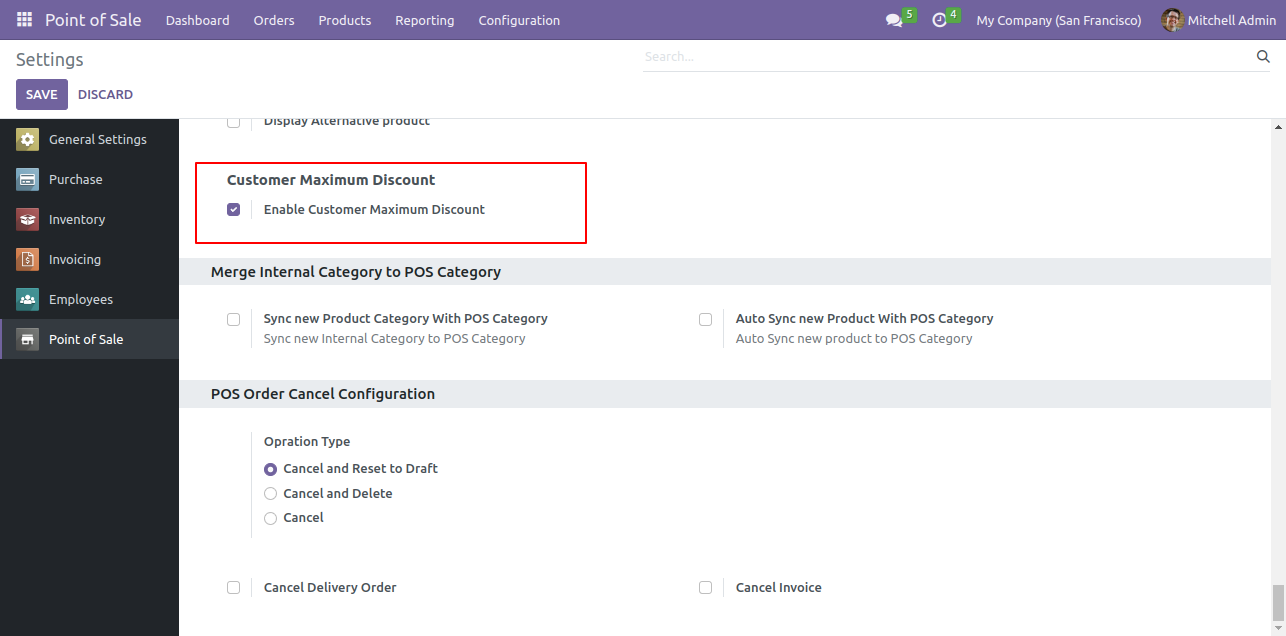 Point of Sale Dashboard Orders Products Reporting Configuration 5 4 My Company (San Francisco) Mitchell Admin
Settings
Search...
SAVE DISCARD
General Settings
Purchase
Inventory
Invoicing
Employees
Point of Sale
Display Alternative product
Customer Maximum Discount
Enable Customer Maximum Discount
Merge Internal Category to POS Category
Sync new Product Category With POS Category
Sync new Internal Category to POS Category
Auto Sync new Product With POS Category
Auto Sync new product to POS Category
POS Order Cancel Configuration
Opration Type
Cancel and Reset to Draft
Cancel and Delete
Cancel
Cancel Delivery Order
Cancel Invoice